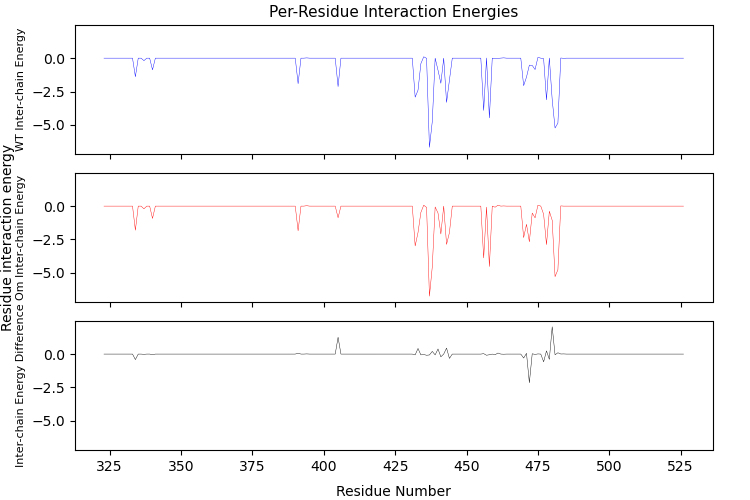 Per-Residue Interaction Energies
WT Inter-chain Energy
0.0
−2.5
−5.0
Residue interaction energy
Om Inter-chain Energy
0.0
−2.5
−5.0
Inter-chain Energy Difference
0.0
−2.5
−5.0
325 350 375 400 425 450 475 500 525
Residue Number